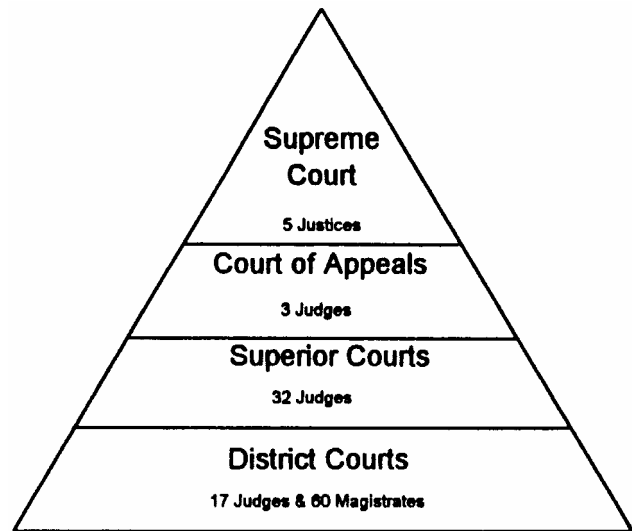 Supreme
Court
5 Justices
Court of Appeals
3 Judges
Superior Courts
32 Judges
District Courts
17 Judges & 60 Magistrates